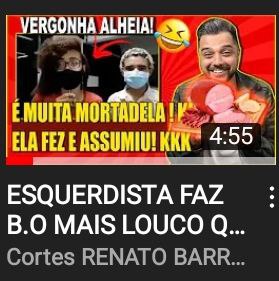 VERGONHA ALHEIA!
É MUITA MORTADELA ! K
ELA FEZ E ASSUMIU! KKK
4:55
ESQUERDISTA FAZ
B.O MAIS LOUCO Q...
Cortes RENATO BARR...